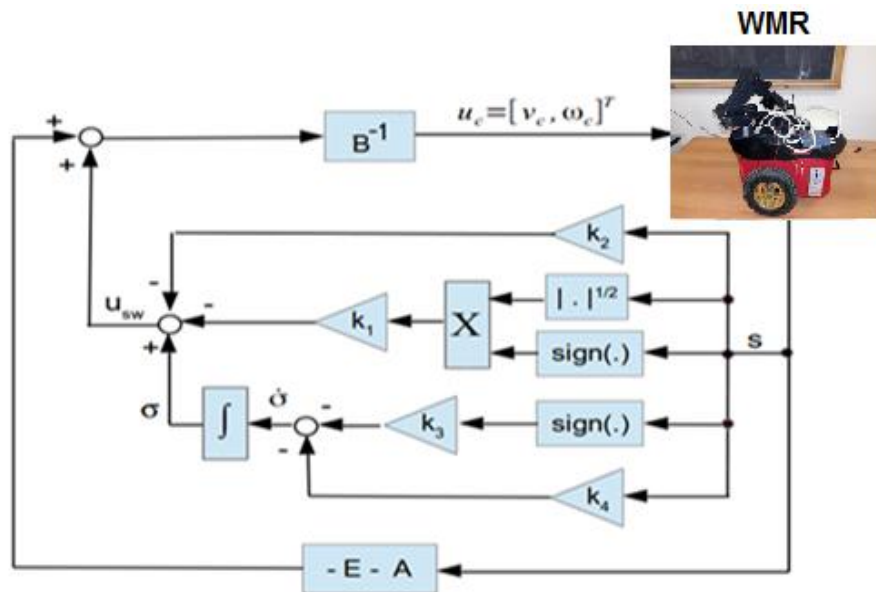 WMR
+
+
B⁻¹
u_c=[v_c, ω_c]ᵀ
k₂
-
-
u_sw
+
k₁
X
| . |^1/2
sign(.)
s
σ
∫
σ̇
-
-
k₃
sign(.)
k₄
- E - A